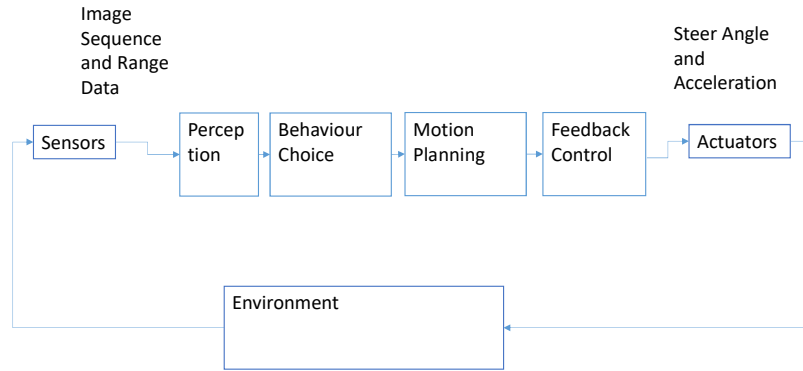 Image
Sequence
and Range
Data
Steer Angle
and
Acceleration
Sensors
Percep
tion
Behaviour
Choice
Motion
Planning
Feedback
Control
Actuators
Environment